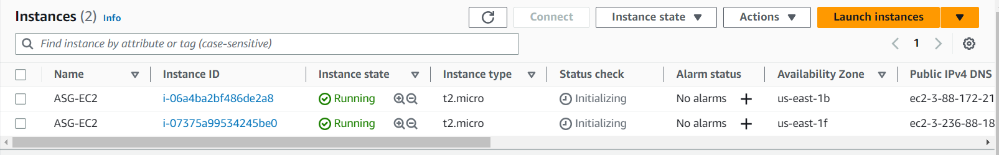 Instances (2) Info Connect Instance state Actions Launch instances
Find instance by attribute or tag (case-sensitive) 1
Name Instance ID Instance state Instance type Status check Alarm status Availability Zone Public IPv4 DNS
ASG-EC2 i-06a4ba2bf486de2a8 Running t2.micro Initializing No alarms + us-east-1b ec2-3-88-172-21
ASG-EC2 i-07375a99534245be0 Running t2.micro Initializing No alarms + us-east-1f ec2-3-236-88-18